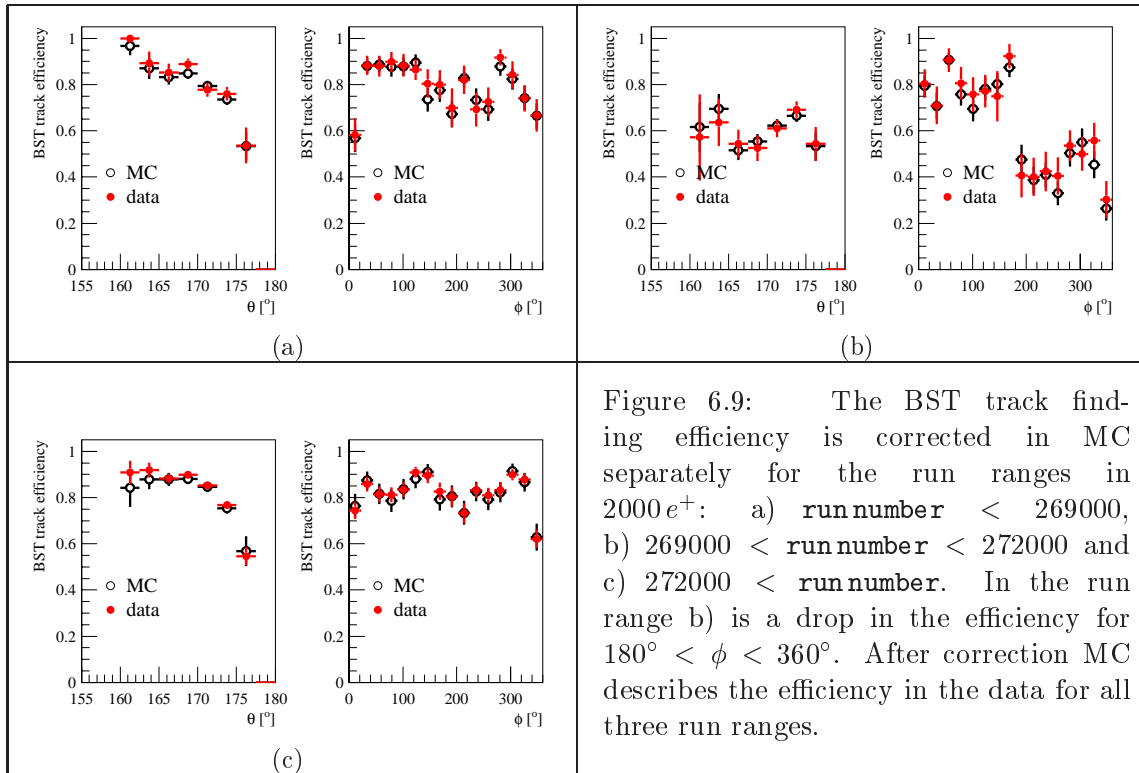 BST track efficiency
1
0.8
0.6
0.4
0.2
0
MC
data
155 160 165 170 175 180
θ [°]
BST track efficiency
1
0.8
0.6
0.4
0.2
0
MC
data
0 100 200 300
ϕ [°]
(a)
BST track efficiency
1
0.8
0.6
0.4
0.2
0
MC
data
155 160 165 170 175 180
θ [°]
BST track efficiency
1
0.8
0.6
0.4
0.2
0
MC
data
0 100 200 300
ϕ [°]
(b)
BST track efficiency
1
0.8
0.6
0.4
0.2
0
MC
data
155 160 165 170 175 180
θ [°]
BST track efficiency
1
0.8
0.6
0.4
0.2
0
MC
data
0 100 200 300
ϕ [°]
(c)
Figure 6.9: The BST track find-
ing efficiency is corrected in MC
separately for the run ranges in
2000 e⁺: a) run number < 269000,
b) 269000 < run number < 272000 and
c) 272000 < run number. In the run
range b) is a drop in the efficiency for
180° < ϕ < 360°. After correction MC
describes the efficiency in the data for all
three run ranges.